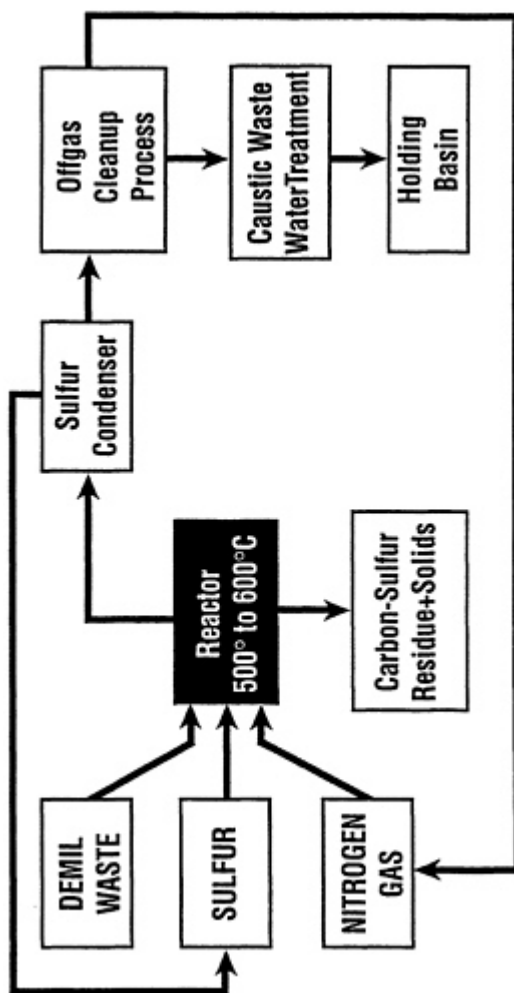 DEMIL
WASTE
SULFUR
NITROGEN
GAS
Reactor
500° to 600°C
Carbon-Sulfur
Residue+Solids
Sulfur
Condenser
Offgas
Cleanup
Process
Caustic Waste
WaterTreatment
Holding
Basin